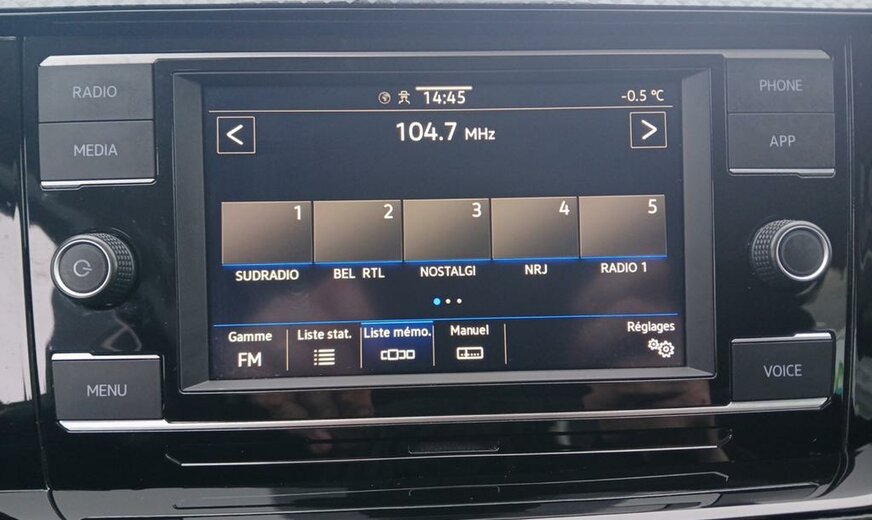 RADIO
MEDIA
MENU
14:45
-0.5 °C
104.7 MHz
<
>
1
2
3
4
5
SUDRADIO
BEL RTL
NOSTALGI
NRJ
RADIO 1
Gamme
FM
Liste stat.
Liste mémo.
Manuel
Réglages
PHONE
APP
VOICE